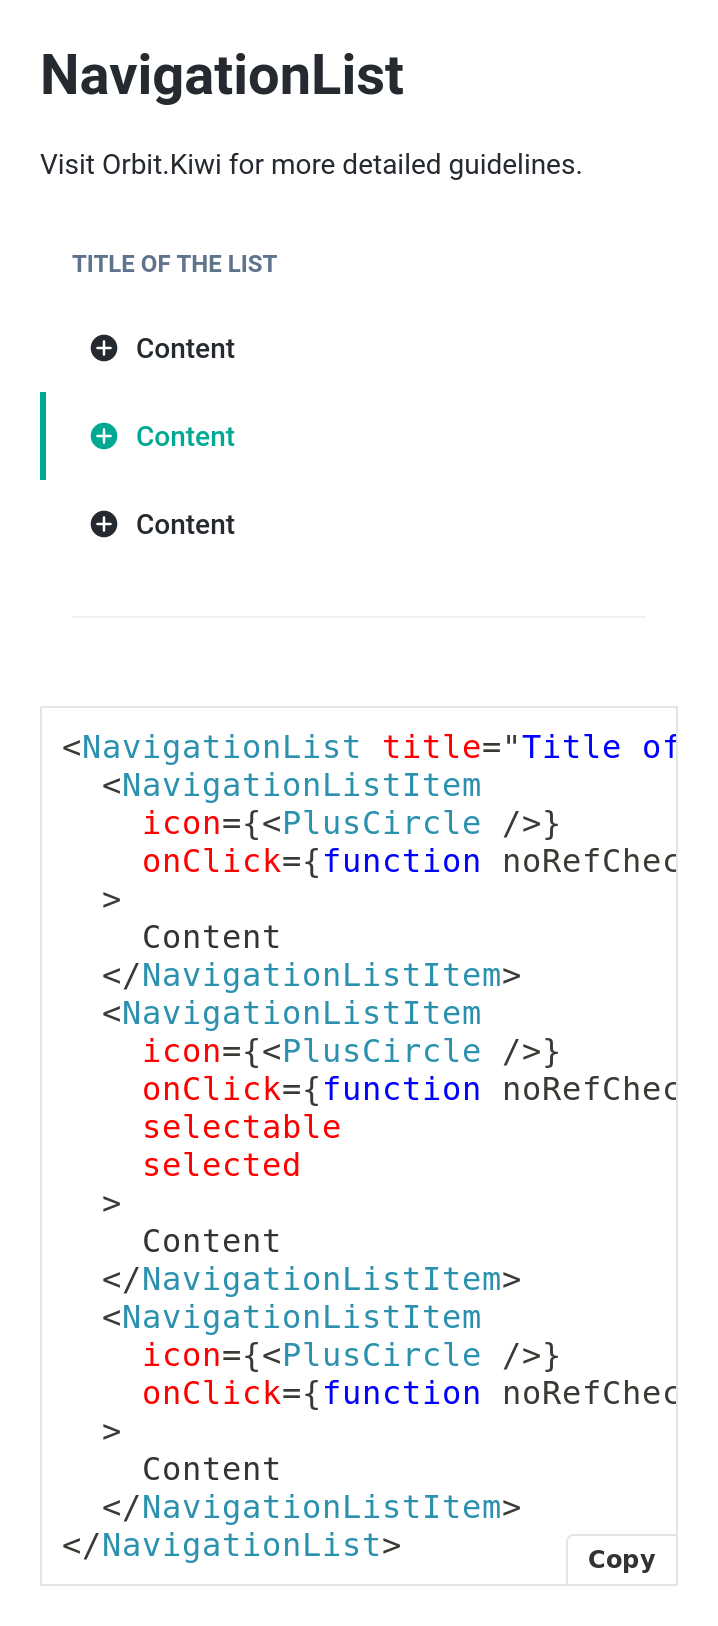 NavigationList
Visit Orbit.Kiwi for more detailed guidelines.
TITLE OF THE LIST
Content
Content
Content
<NavigationList title="Title of
  <NavigationListItem
    icon={<PlusCircle />}
    onClick={function noRefChec
  >
    Content
  </NavigationListItem>
  <NavigationListItem
    icon={<PlusCircle />}
    onClick={function noRefChec
    selectable
    selected
  >
    Content
  </NavigationListItem>
  <NavigationListItem
    icon={<PlusCircle />}
    onClick={function noRefChec
  >
    Content
  </NavigationListItem>
</NavigationList>
Copy